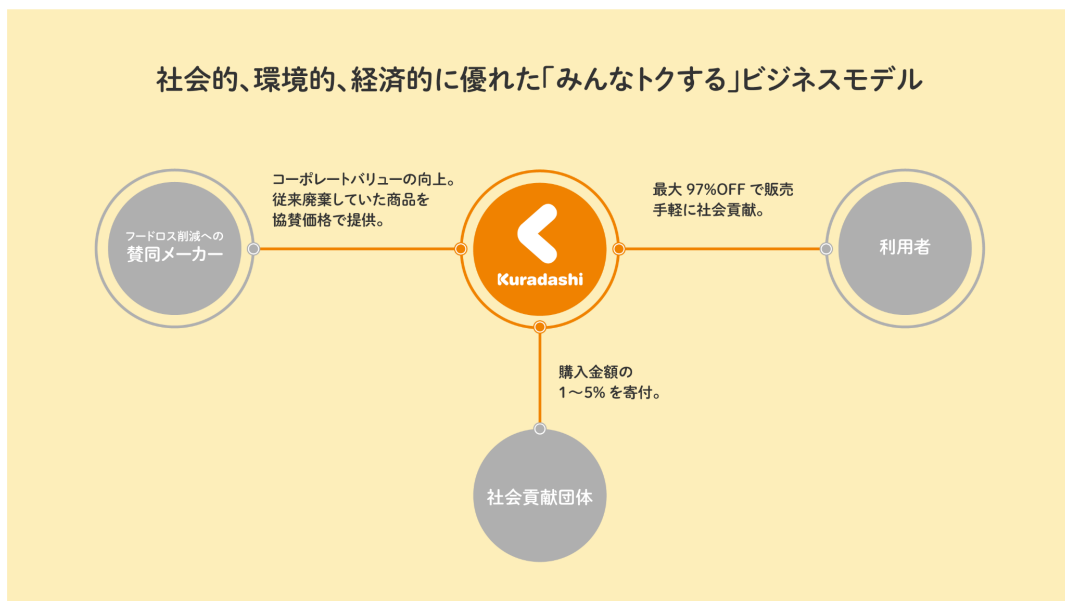 社会的、環境的、経済的に優れた「みんなトクする」ビジネスモデル
フードロス削減への
賛同メーカー
コーポレートバリューの向上。
従来廃棄していた商品を
協賛価格で提供。
Kuradashi
最大 97%OFF で販売
手軽に社会貢献。
利用者
購入金額の
1〜5% を寄付。
社会貢献団体